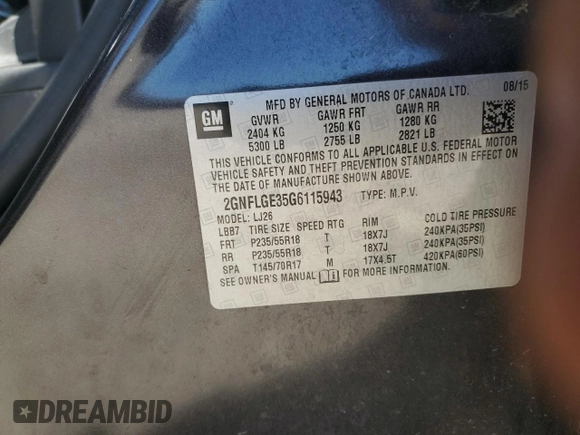 GM
MFD BY GENERAL MOTORS OF CANADA LTD. 08/15
GVWR GAWR FRT GAWR RR
2404 KG 1250 KG 1280 KG
5300 LB 2755 LB 2821 LB
THIS VEHICLE CONFORMS TO ALL APPLICABLE U.S. FEDERAL MOTOR
VEHICLE SAFETY AND THEFT PREVENTION STANDARDS IN EFFECT ON
THE DATE OF MANUFACTURE SHOWN ABOVE.
2GNFLGE35G6115943 TYPE: M.P.V.
MODEL: LJ26
LBB7 TIRE SIZE SPEED RTG RIM COLD TIRE PRESSURE
FRT P235/55R18 T 18X7J 240KPA(35PSI)
RR P235/55R18 T 18X7J 240KPA(35PSI)
SPA T145/70R17 M 17X4.5T 420KPA(60PSI)
SEE OWNER'S MANUAL FOR MORE INFORMATION.
DREAMBID